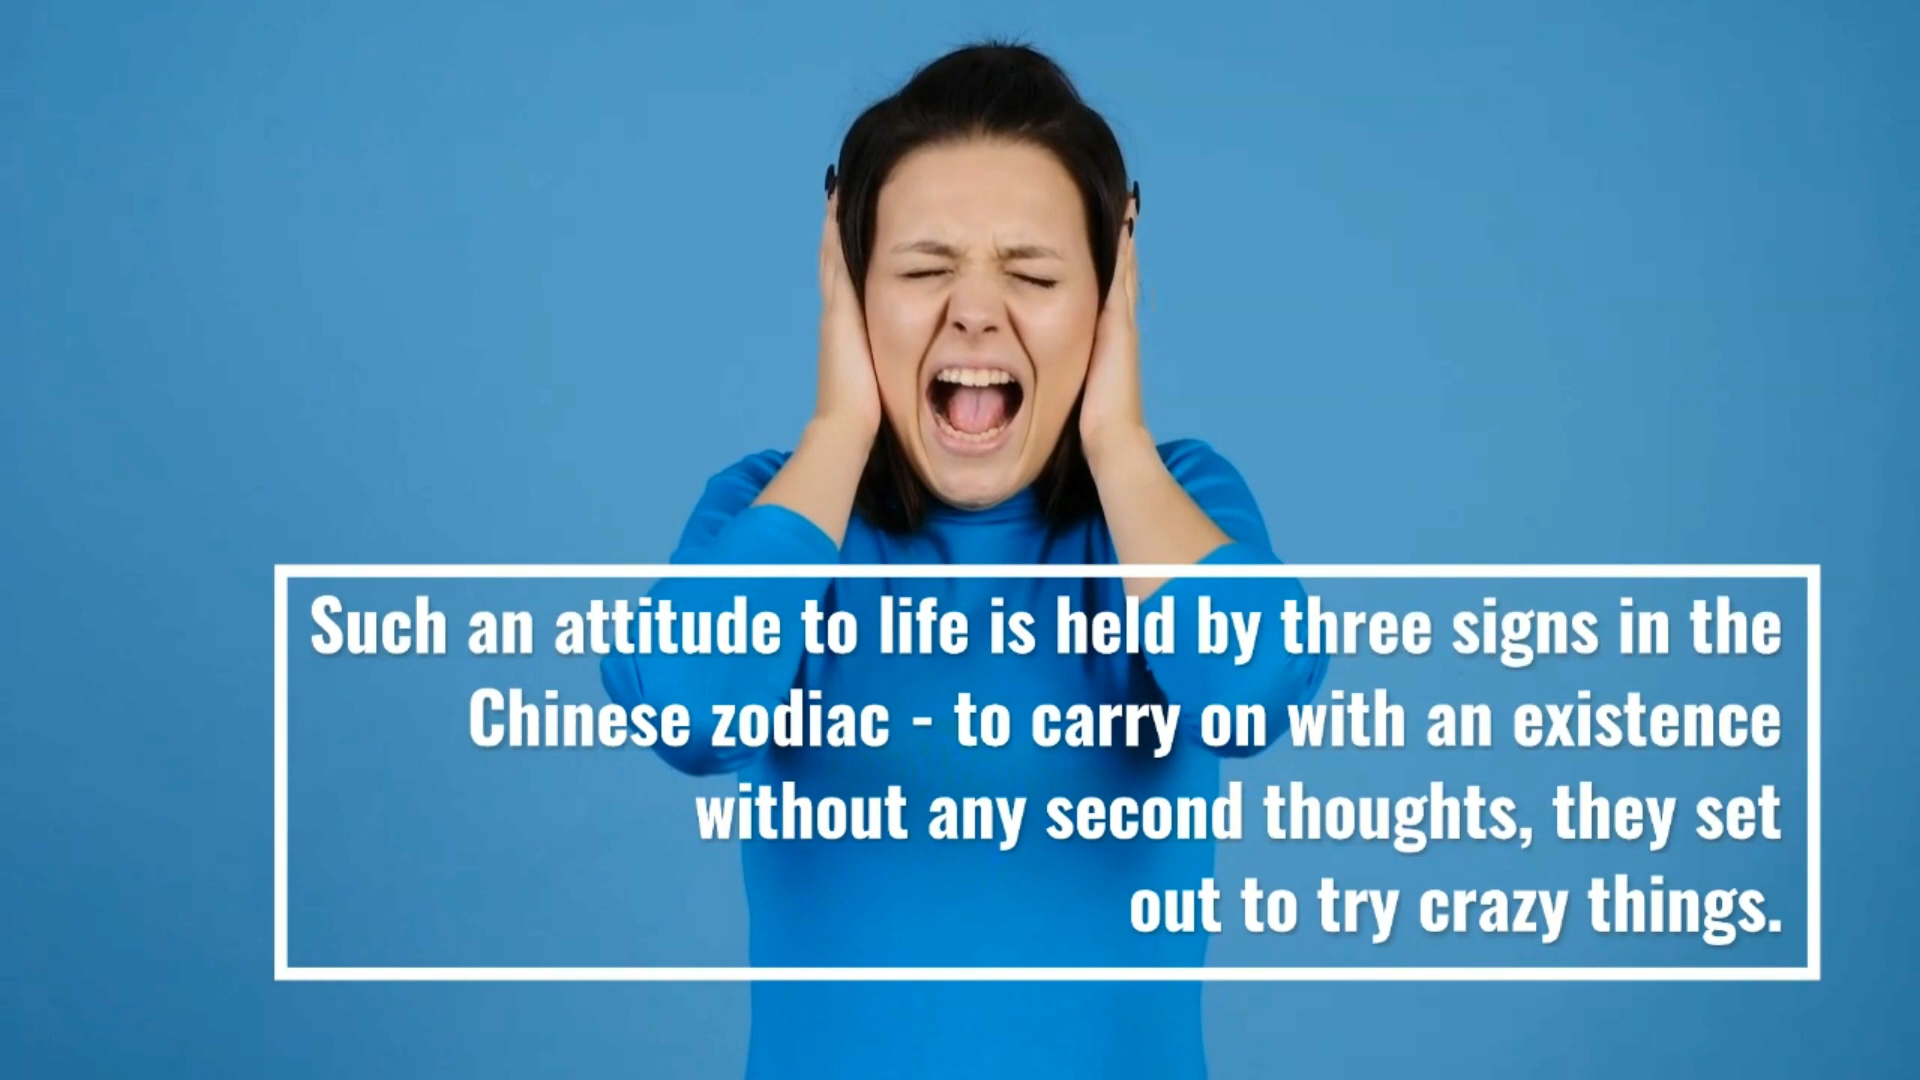 Such an attitude to life is held by three signs in the
Chinese zodiac - to carry on with an existence
without any second thoughts, they set
out to try crazy things.